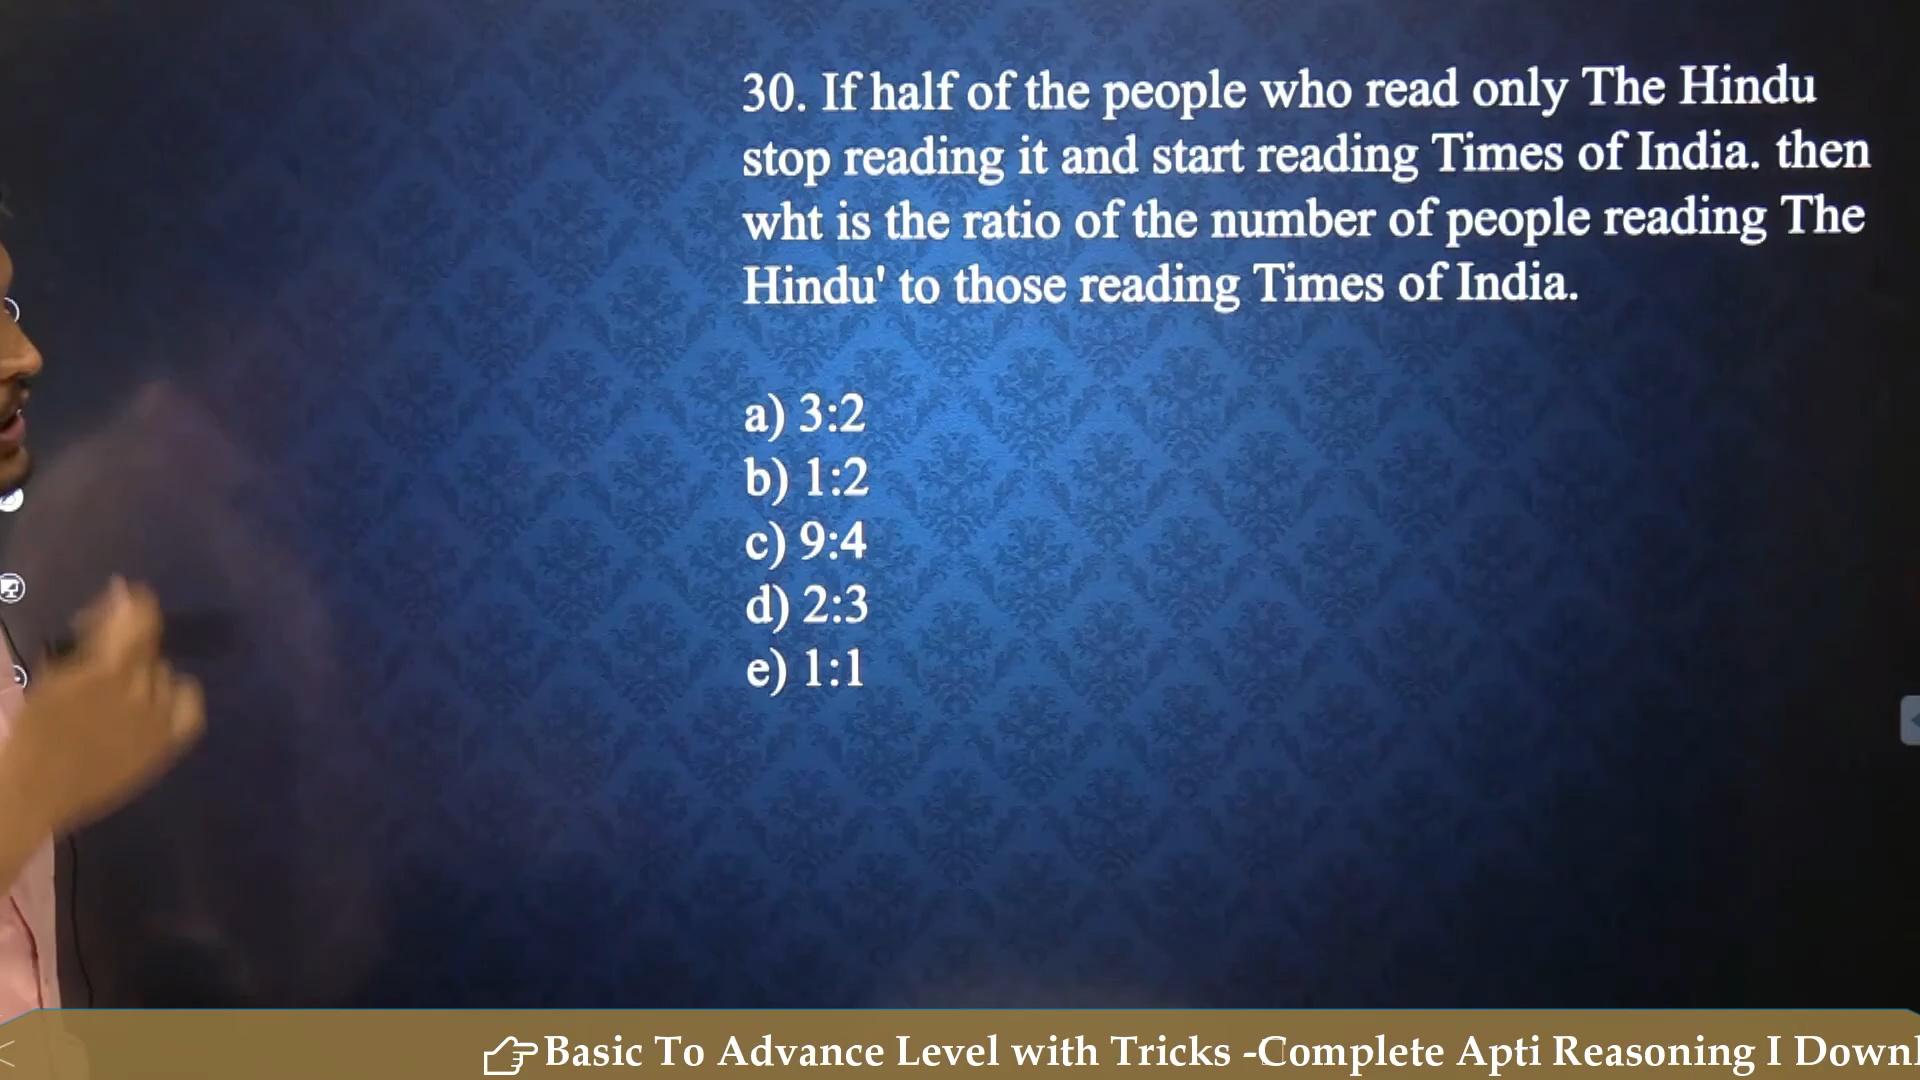 30. If half of the people who read only The Hindu
stop reading it and start reading Times of India. then
wht is the ratio of the number of people reading The
Hindu' to those reading Times of India.
a) 3:2
b) 1:2
c) 9:4
d) 2:3
e) 1:1
Basic To Advance Level with Tricks -Complete Apti Reasoning I Downl